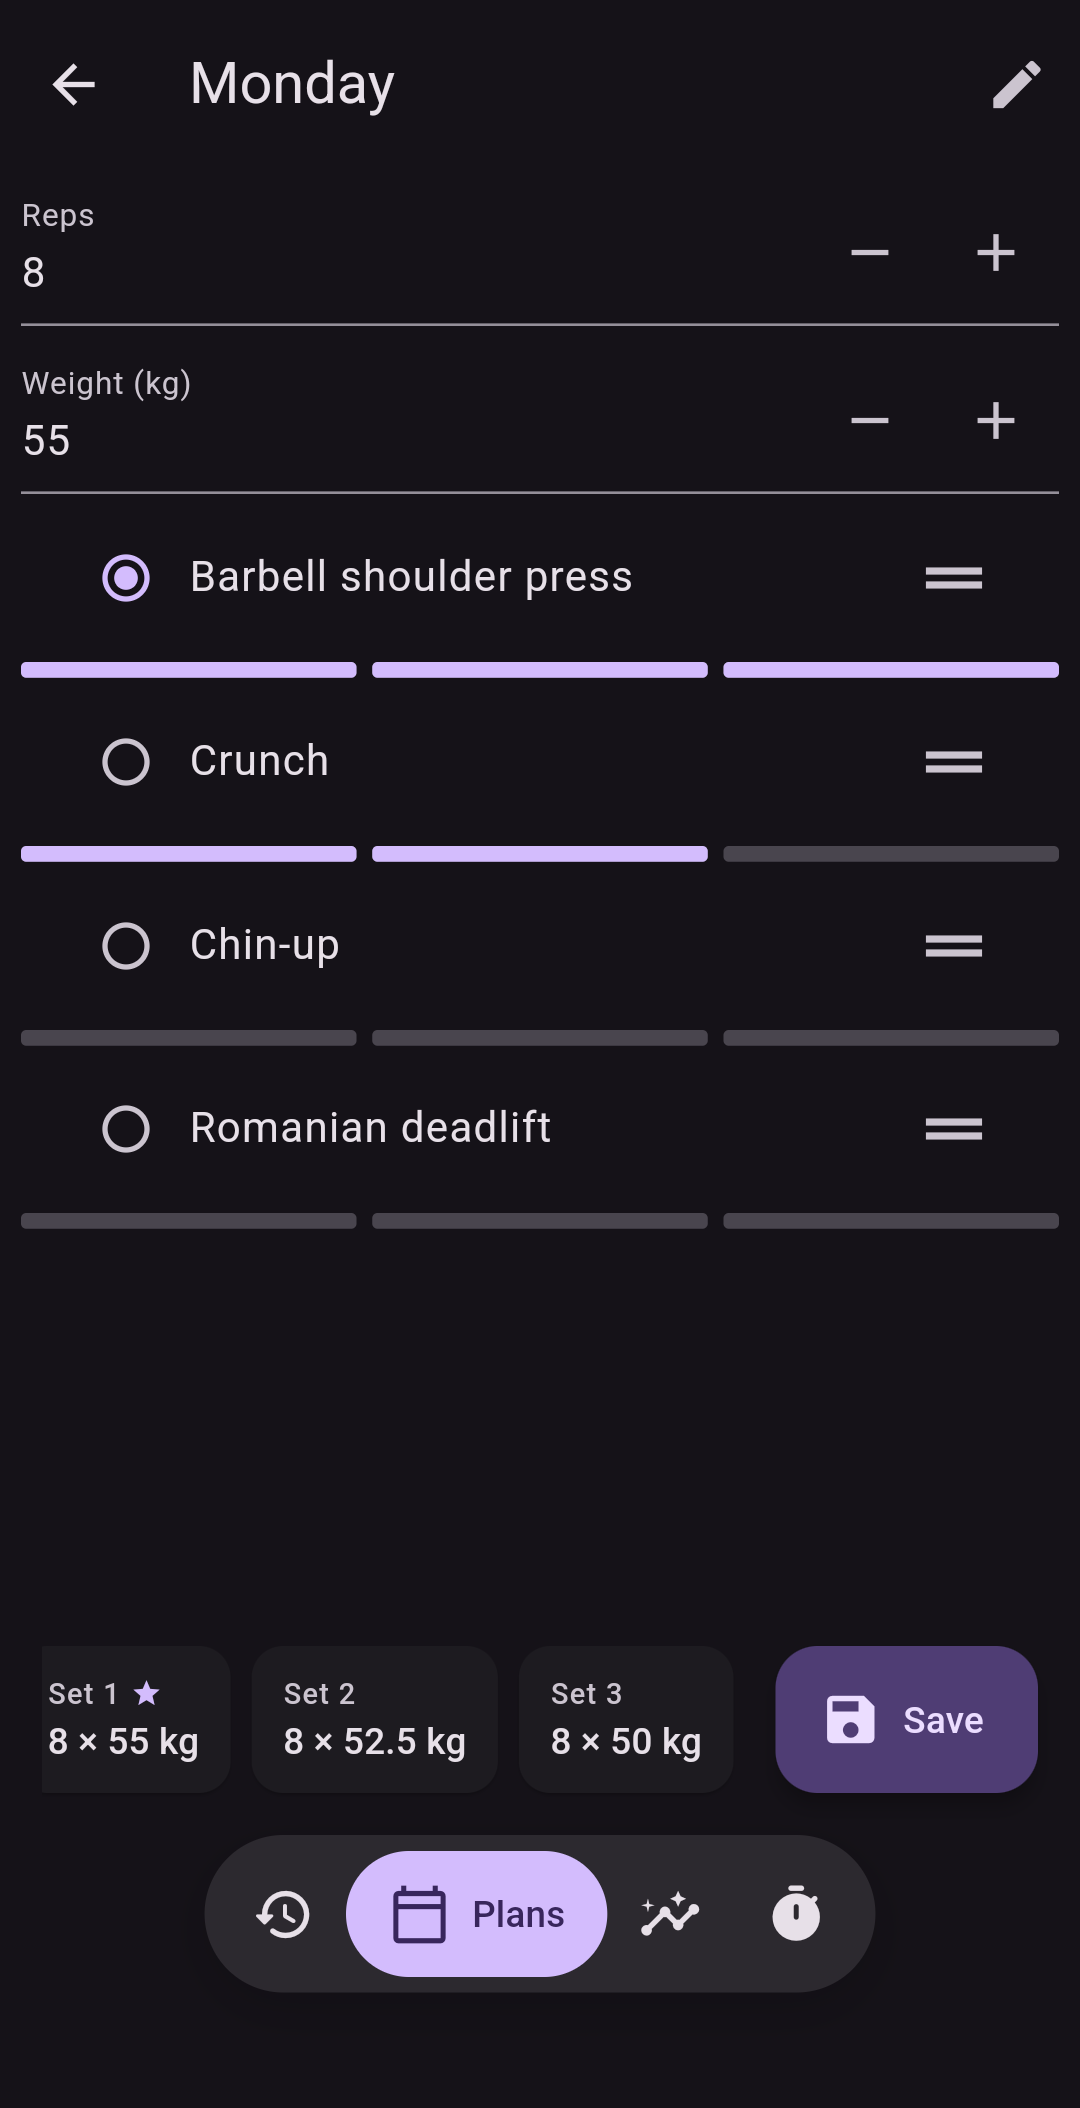 Monday
Reps
8
Weight (kg)
55
Barbell shoulder press
Crunch
Chin-up
Romanian deadlift
Set 1 ★
8 × 55 kg
Set 2
8 × 52.5 kg
Set 3
8 × 50 kg
Save
Plans